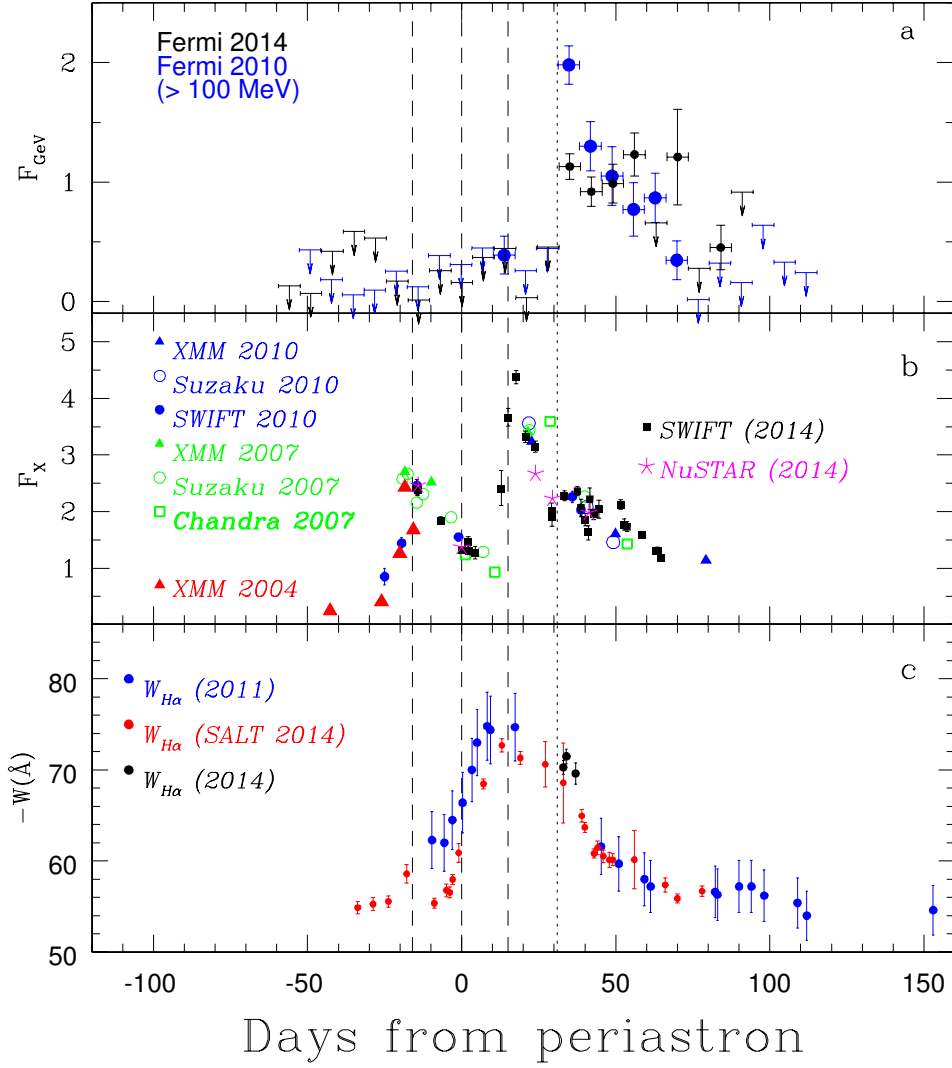 a
Fermi 2014
Fermi 2010
(> 100 MeV)
F_GeV
2
1
0
b
XMM 2010
Suzaku 2010
SWIFT 2010
XMM 2007
Suzaku 2007
Chandra 2007
XMM 2004
SWIFT (2014)
NuSTAR (2014)
F_X
5
4
3
2
1
c
W_Hα (2011)
W_Hα (SALT 2014)
W_Hα (2014)
−W(Å)
80
70
60
50
-100 -50 0 50 100 150
Days from periastron